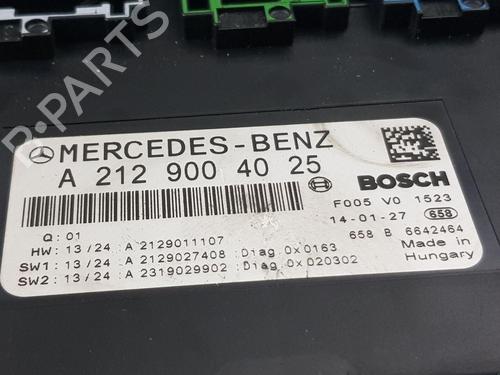 B-PARTS
MERCEDES-BENZ
A 212 900 40 25
BOSCH
Q: 01
F005 V0 1523
14-01-27 658
HW: 13/24 :A 2129011107
658 B 6642464
SW1: 13/24 :A 2129027408 :Diag.0x0163
Made in
SW2: 13/24 :A 2319029902 :Diag.0x020302
Hungary